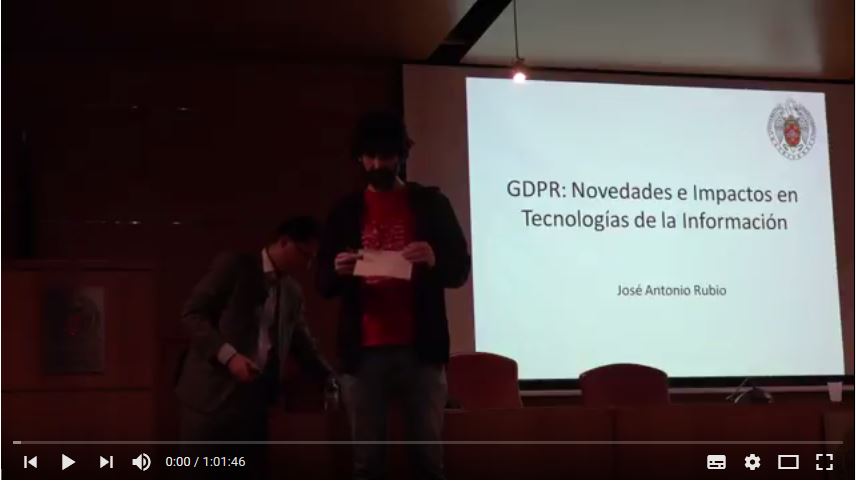 GDPR: Novedades e Impactos en
Tecnologías de la Información
José Antonio Rubio
0:00 / 1:01:46